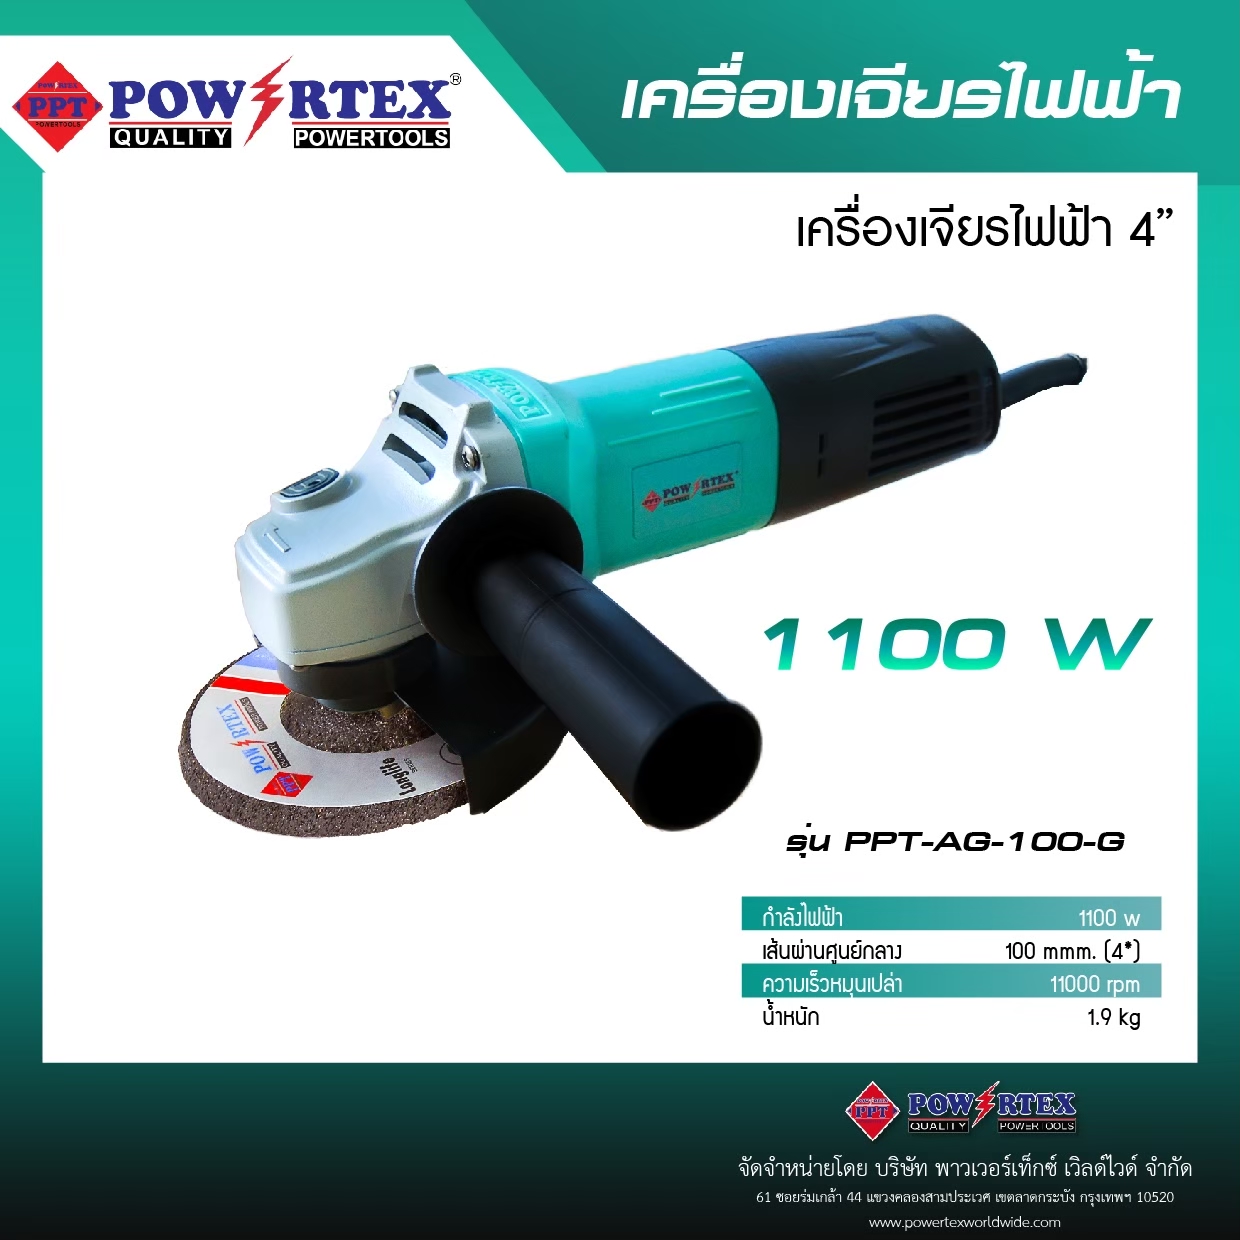 POWERTEX®
PPT
POWERTOOLS
QUALITY POWERTOOLS
เครื่องเจียรไฟฟ้า
เครื่องเจียรไฟฟ้า 4”
POWERTEX
PPT
POWERTEX
PPT
Longlife
SERIES
1100 W
รุ่น PPT-AG-100-G
กำลังไฟฟ้า 1100 w
เส้นผ่านศูนย์กลาง 100 mmm. (4*)
ความเร็วหมุนเปล่า 11000 rpm
น้ำหนัก 1.9 kg
PPT POWERTEX
QUALITY POWERTOOLS
จัดจำหน่ายโดย บริษัท พาวเวอร์เท็กซ์ เวิลด์ไวด์ จำกัด
61 ซอยร่มเกล้า 44 แขวงคลองสามประเวศ เขตลาดกระบัง กรุงเทพฯ 10520
www.powertexworldwide.com